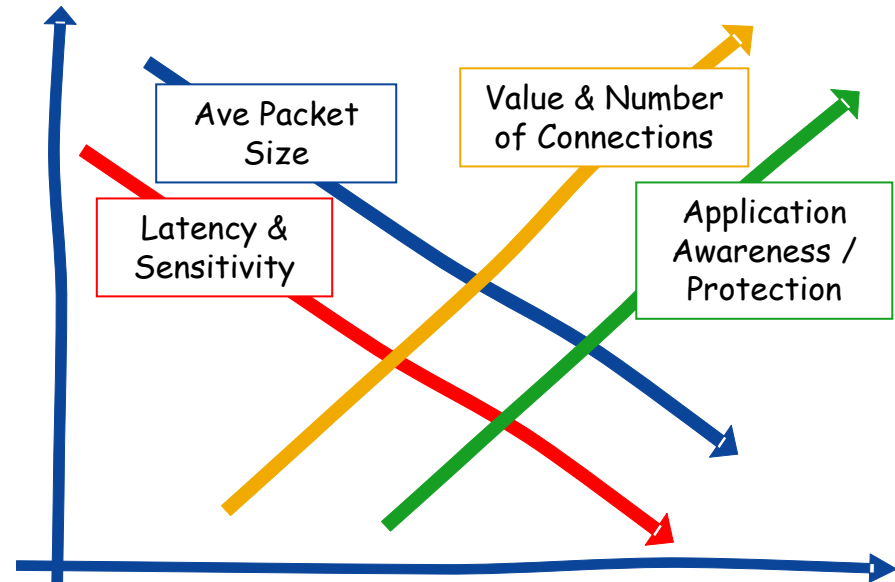 Ave Packet
Size
Value & Number
of Connections
Latency &
Sensitivity
Application
Awareness /
Protection